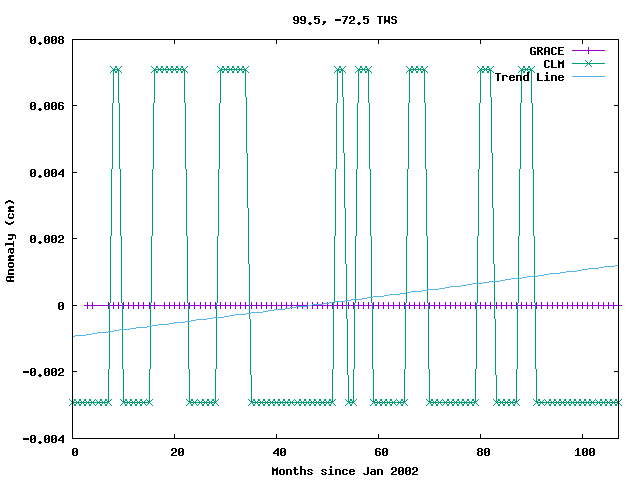 99.5, -72.5 TWS
GRACE
CLM
Trend Line
0.008
0.006
0.004
0.002
0
-0.002
-0.004
Anomaly (cm)
0 20 40 60 80 100
Months since Jan 2002